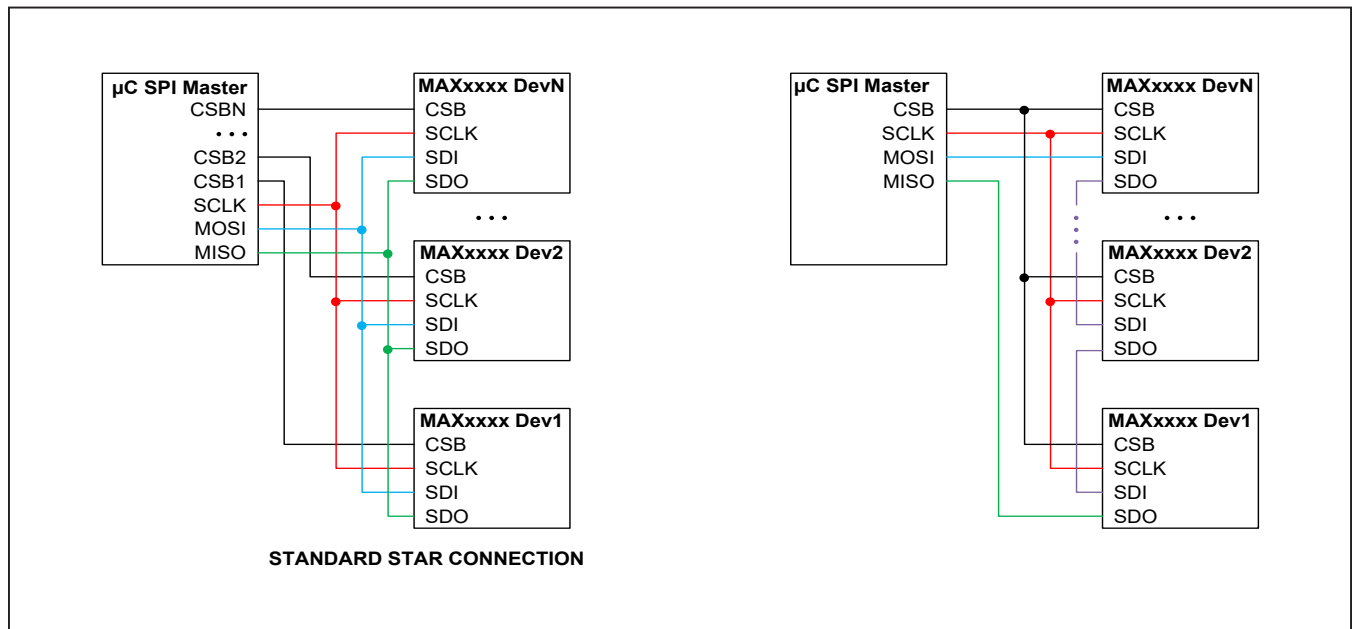 µC SPI Master
CSBN
...
CSB2
CSB1
SCLK
MOSI
MISO
MAXxxxx DevN
CSB
SCLK
SDI
SDO
...
MAXxxxx Dev2
CSB
SCLK
SDI
SDO
MAXxxxx Dev1
CSB
SCLK
SDI
SDO
STANDARD STAR CONNECTION
µC SPI Master
CSB
SCLK
MOSI
MISO
MAXxxxx DevN
CSB
SCLK
SDI
SDO
...
MAXxxxx Dev2
CSB
SCLK
SDI
SDO
MAXxxxx Dev1
CSB
SCLK
SDI
SDO